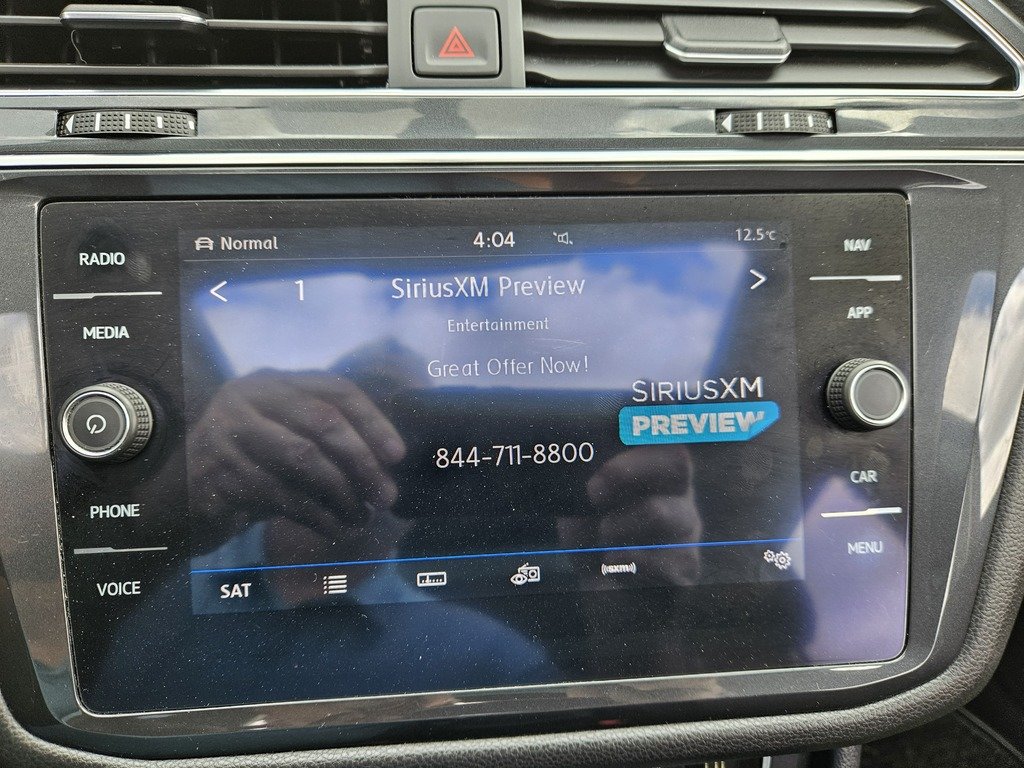 RADIO
MEDIA
PHONE
VOICE
Normal
4:04
12.5°C
< 1 SiriusXM Preview >
Entertainment
Great Offer Now!
SIRIUSXM
PREVIEW
844-711-8800
SAT
((SXM))
NAV
APP
CAR
MENU